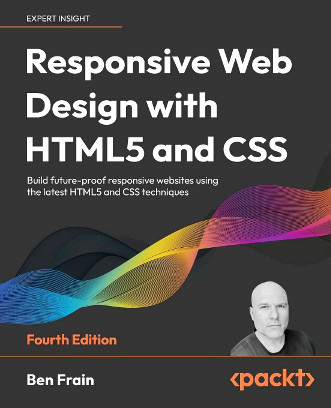 EXPERT INSIGHT
Responsive Web
Design with
HTML5 and CSS
Build future-proof responsive websites using
the latest HTML5 and CSS techniques
Fourth Edition
Ben Frain
<packt>